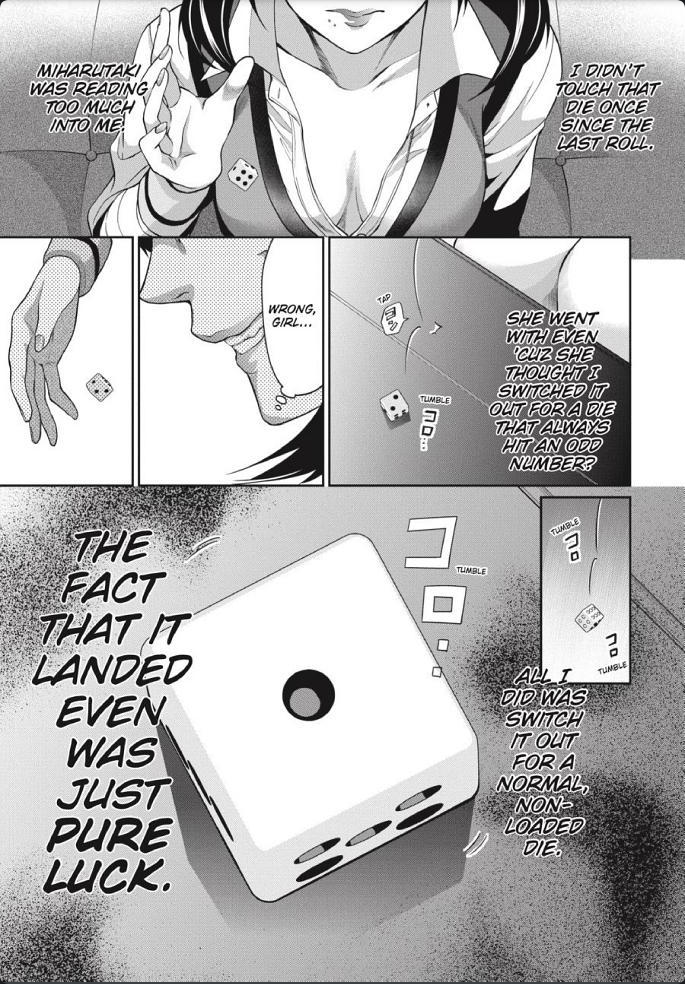 I DIDN'T
TOUCH THAT
DIE ONCE
SINCE THE
LAST ROLL.
MIHARUTAKI
WAS READING
TOO MUCH
INTO ME!
SHE WENT
WITH EVEN
'CUZ SHE
THOUGHT I
SWITCHED IT
OUT FOR A DIE
THAT ALWAYS
HIT AN ODD
NUMBER?
TAP
コン
TUMBLE
コロ...
WRONG,
GIRL...
TUMBLE
コロ
コロ
TUMBLE
ALL I
DID WAS
SWITCH
IT OUT
FOR A
NORMAL,
NON-
LOADED
DIE.
コロ
TUMBLE
THE
FACT
THAT IT
LANDED
EVEN
WAS
JUST
PURE
LUCK.